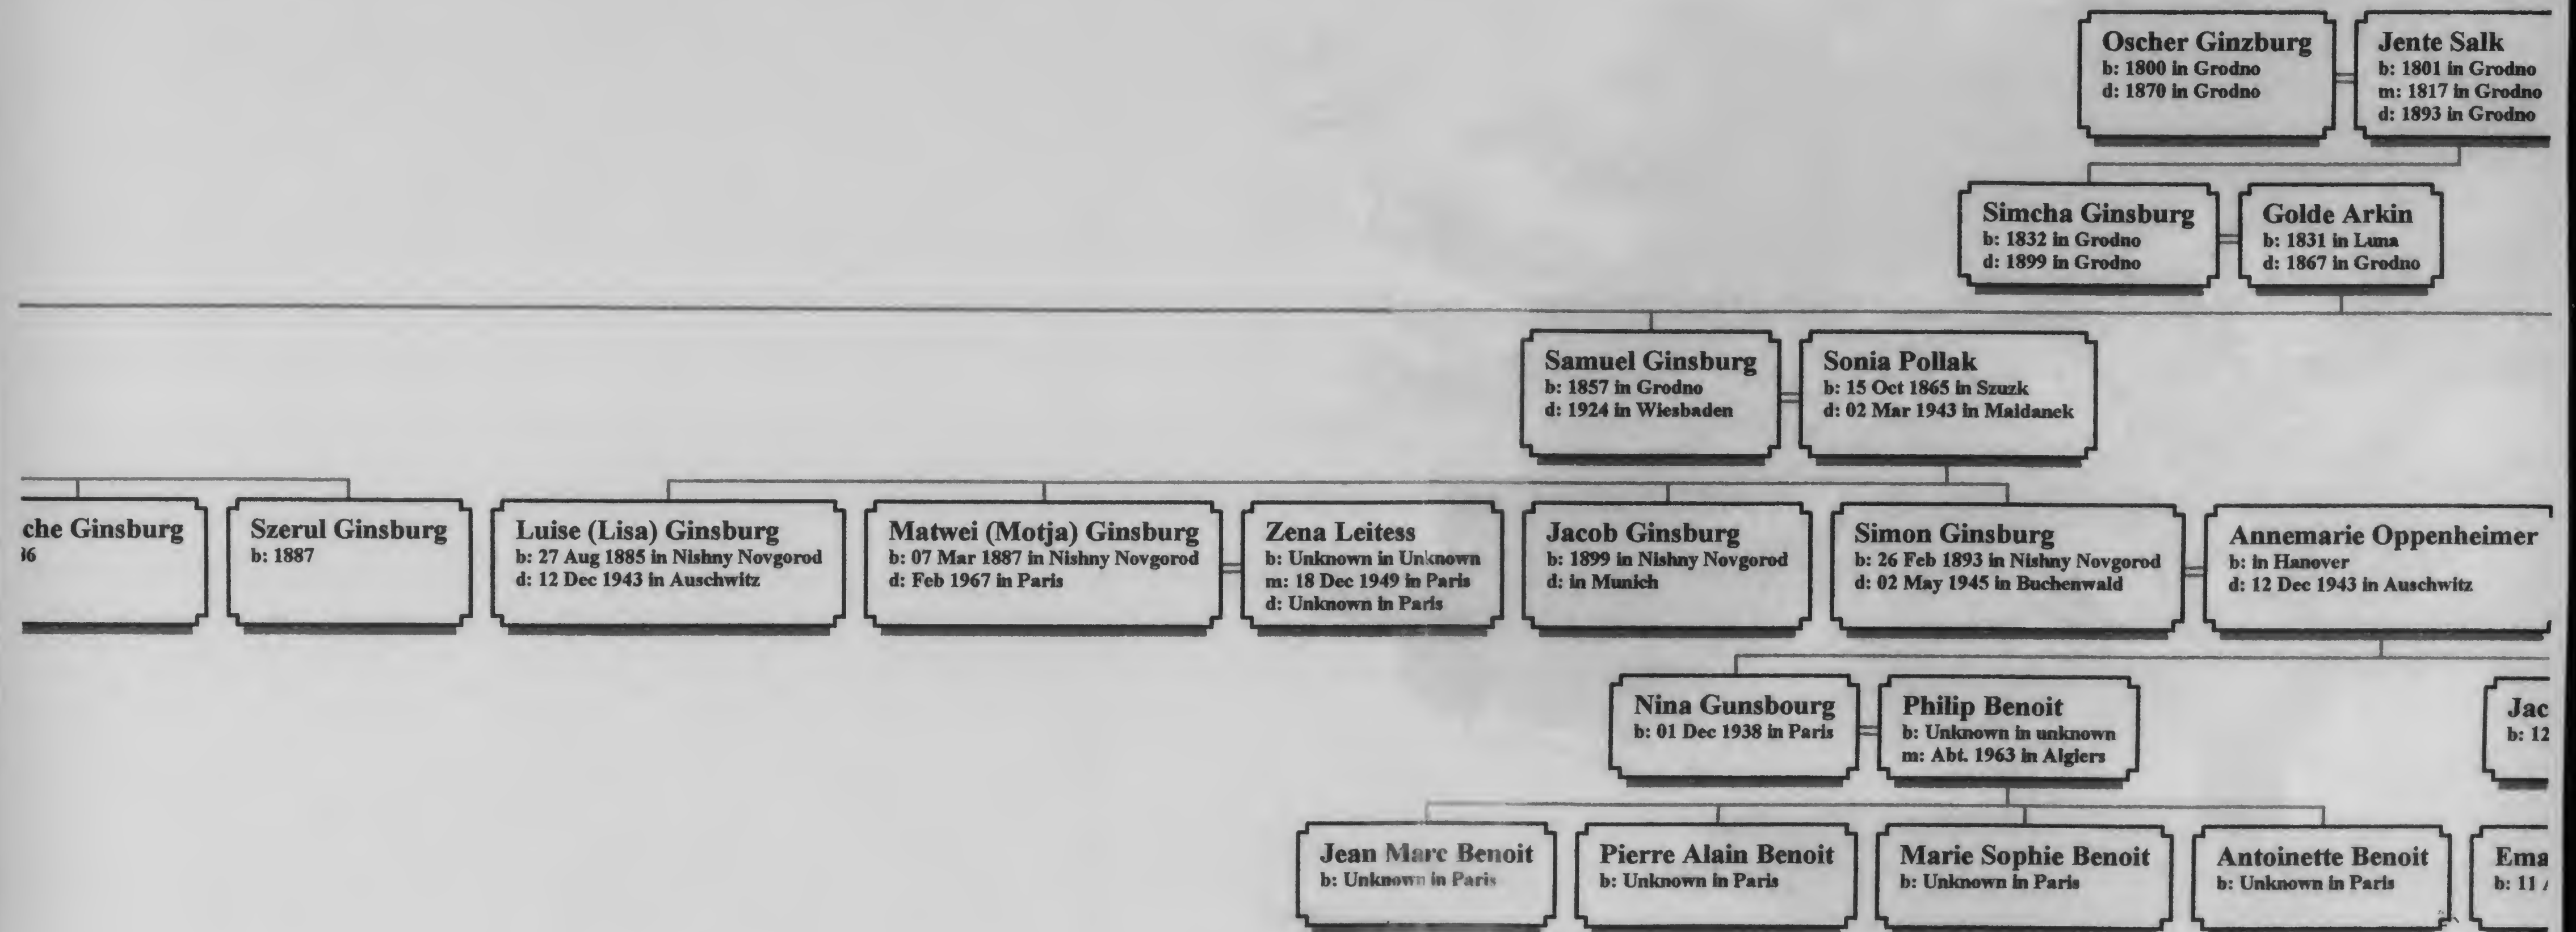 Oscher Ginzburg
b: 1800 in Grodno
d: 1870 in Grodno
Jente Salk
b: 1801 in Grodno
m: 1817 in Grodno
d: 1893 in Grodno
Simcha Ginsburg
b: 1832 in Grodno
d: 1899 in Grodno
Golde Arkin
b: 1831 in Luna
d: 1867 in Grodno
Samuel Ginsburg
b: 1857 in Grodno
d: 1924 in Wiesbaden
Sonia Pollak
b: 15 Oct 1865 in Szuzk
d: 02 Mar 1943 in Maidanek
che Ginsburg
36
Szerul Ginsburg
b: 1887
Luise (Lisa) Ginsburg
b: 27 Aug 1885 in Nishny Novgorod
d: 12 Dec 1943 in Auschwitz
Matwei (Motja) Ginsburg
b: 07 Mar 1887 in Nishny Novgorod
d: Feb 1967 in Paris
Zena Leitess
b: Unknown in Unknown
m: 18 Dec 1949 in Paris
d: Unknown in Paris
Jacob Ginsburg
b: 1899 in Nishny Novgorod
d: in Munich
Simon Ginsburg
b: 26 Feb 1893 in Nishny Novgorod
d: 02 May 1945 in Buchenwald
Annemarie Oppenheimer
b: in Hanover
d: 12 Dec 1943 in Auschwitz
Nina Gunsbourg
b: 01 Dec 1938 in Paris
Philip Benoit
b: Unknown in unknown
m: Abt. 1963 in Algiers
Jac
b: 12
Jean Marc Benoit
b: Unknown in Paris
Pierre Alain Benoit
b: Unknown in Paris
Marie Sophie Benoit
b: Unknown in Paris
Antoinette Benoit
b: Unknown in Paris
Ema
b: 11